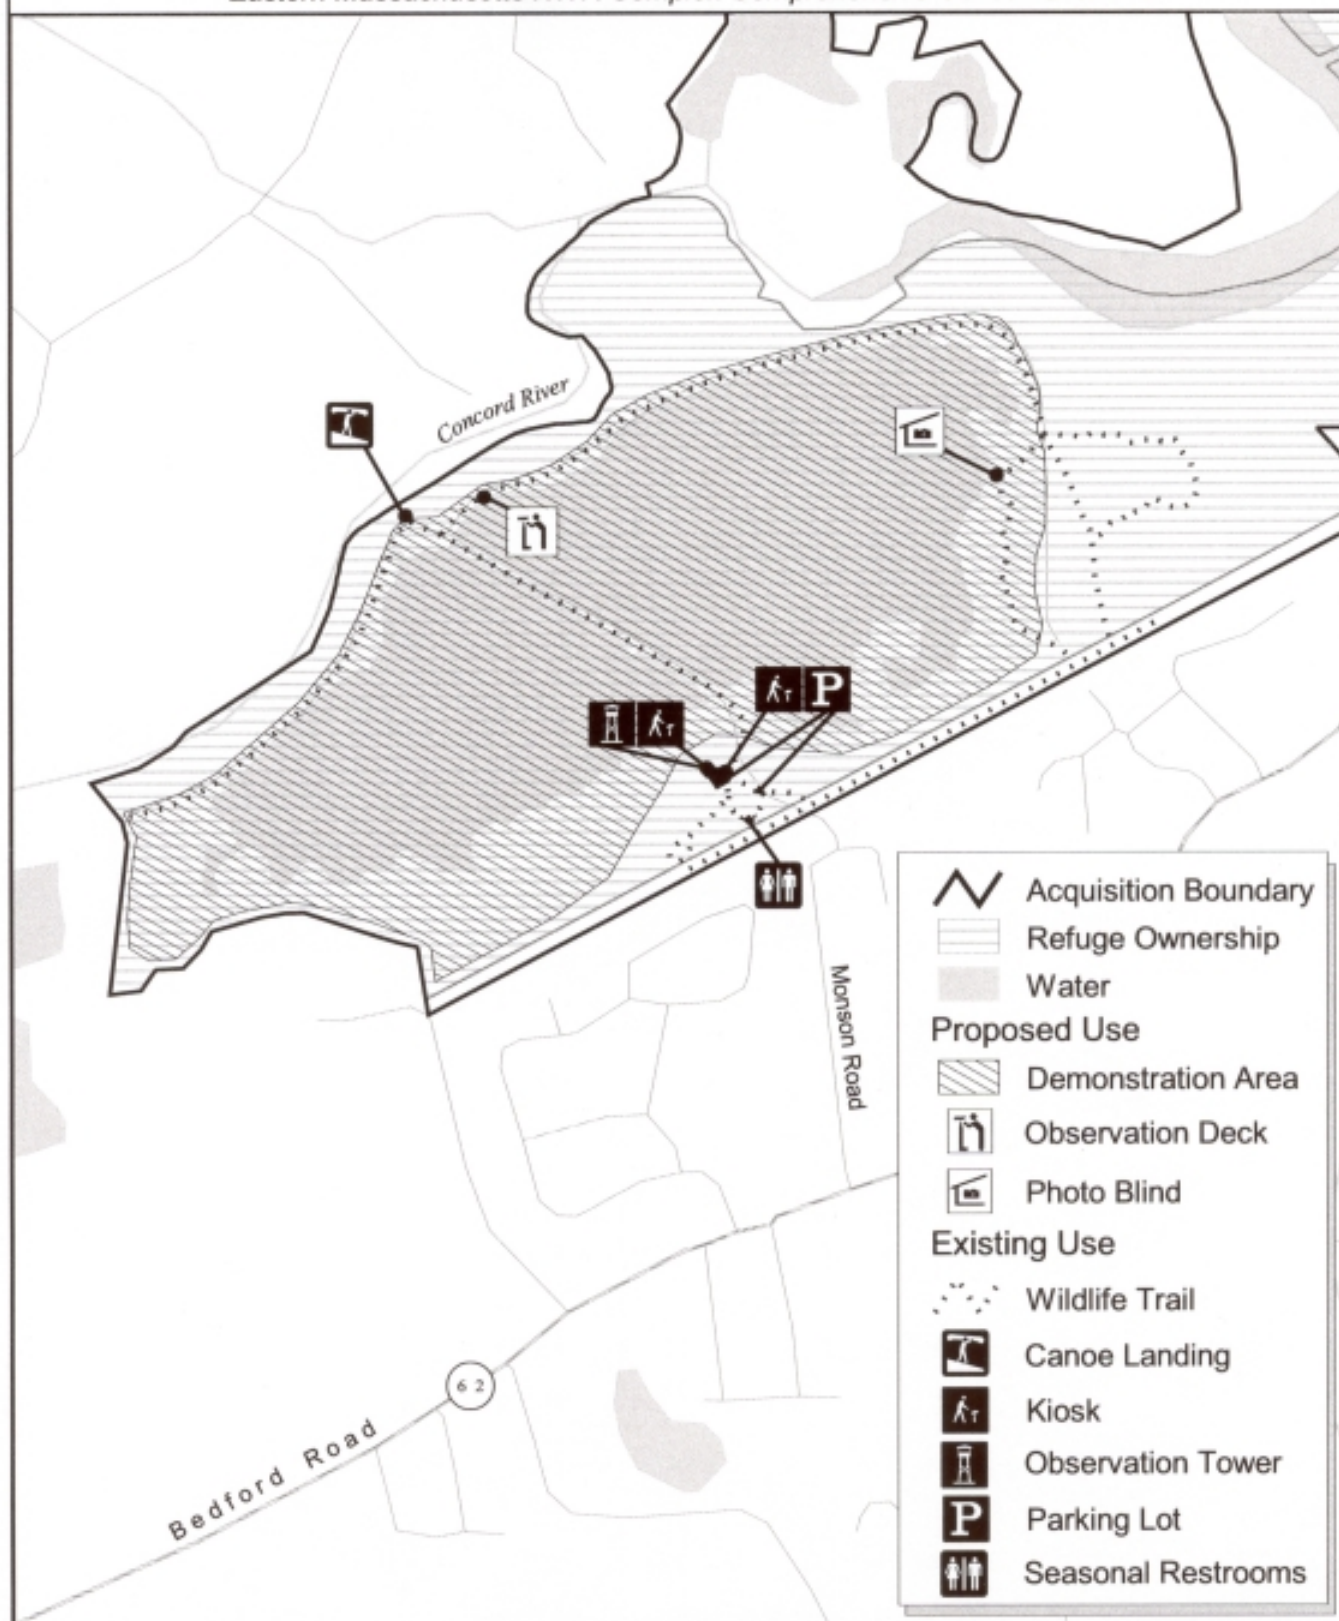 Concord River
P
Monson Road
62
Bedford Road
Acquisition Boundary
Refuge Ownership
Water
Proposed Use
Demonstration Area
Observation Deck
Photo Blind
Existing Use
Wildlife Trail
Canoe Landing
Kiosk
Observation Tower
P Parking Lot
Seasonal Restrooms